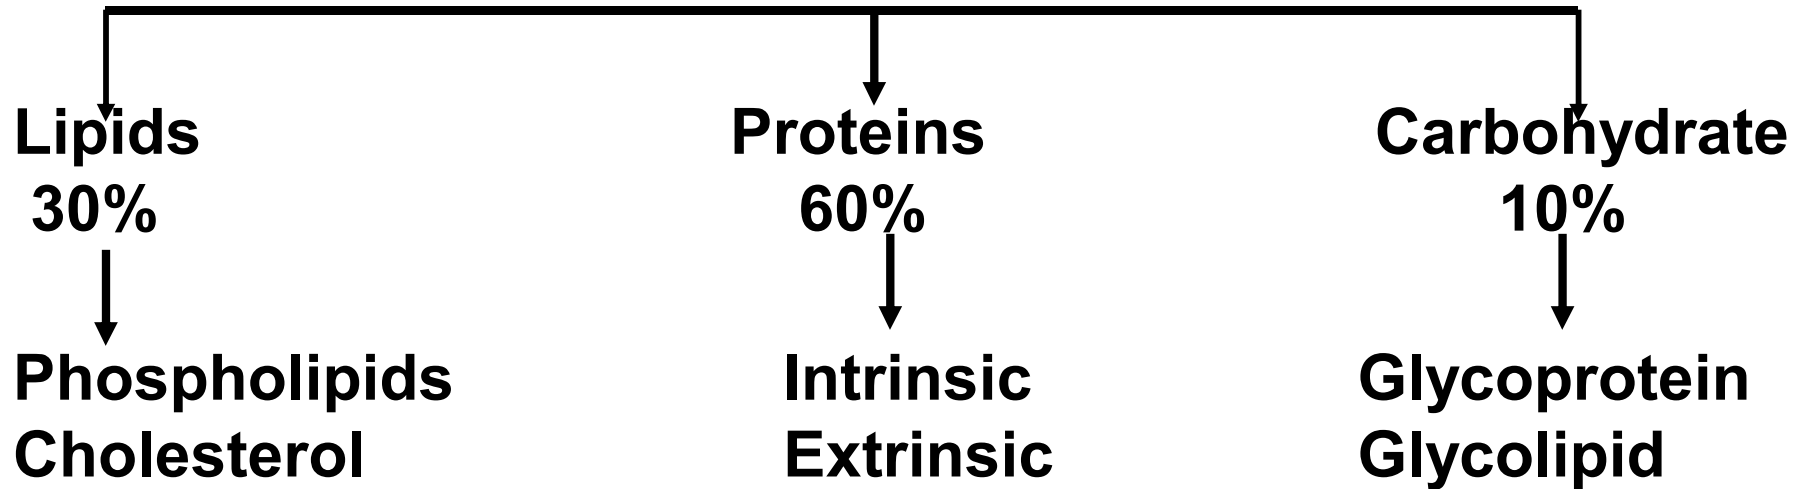 Lipids Proteins Carbohydrate
30% 60% 10%
Phospholipids Intrinsic Glycoprotein
Cholesterol Extrinsic Glycolipid